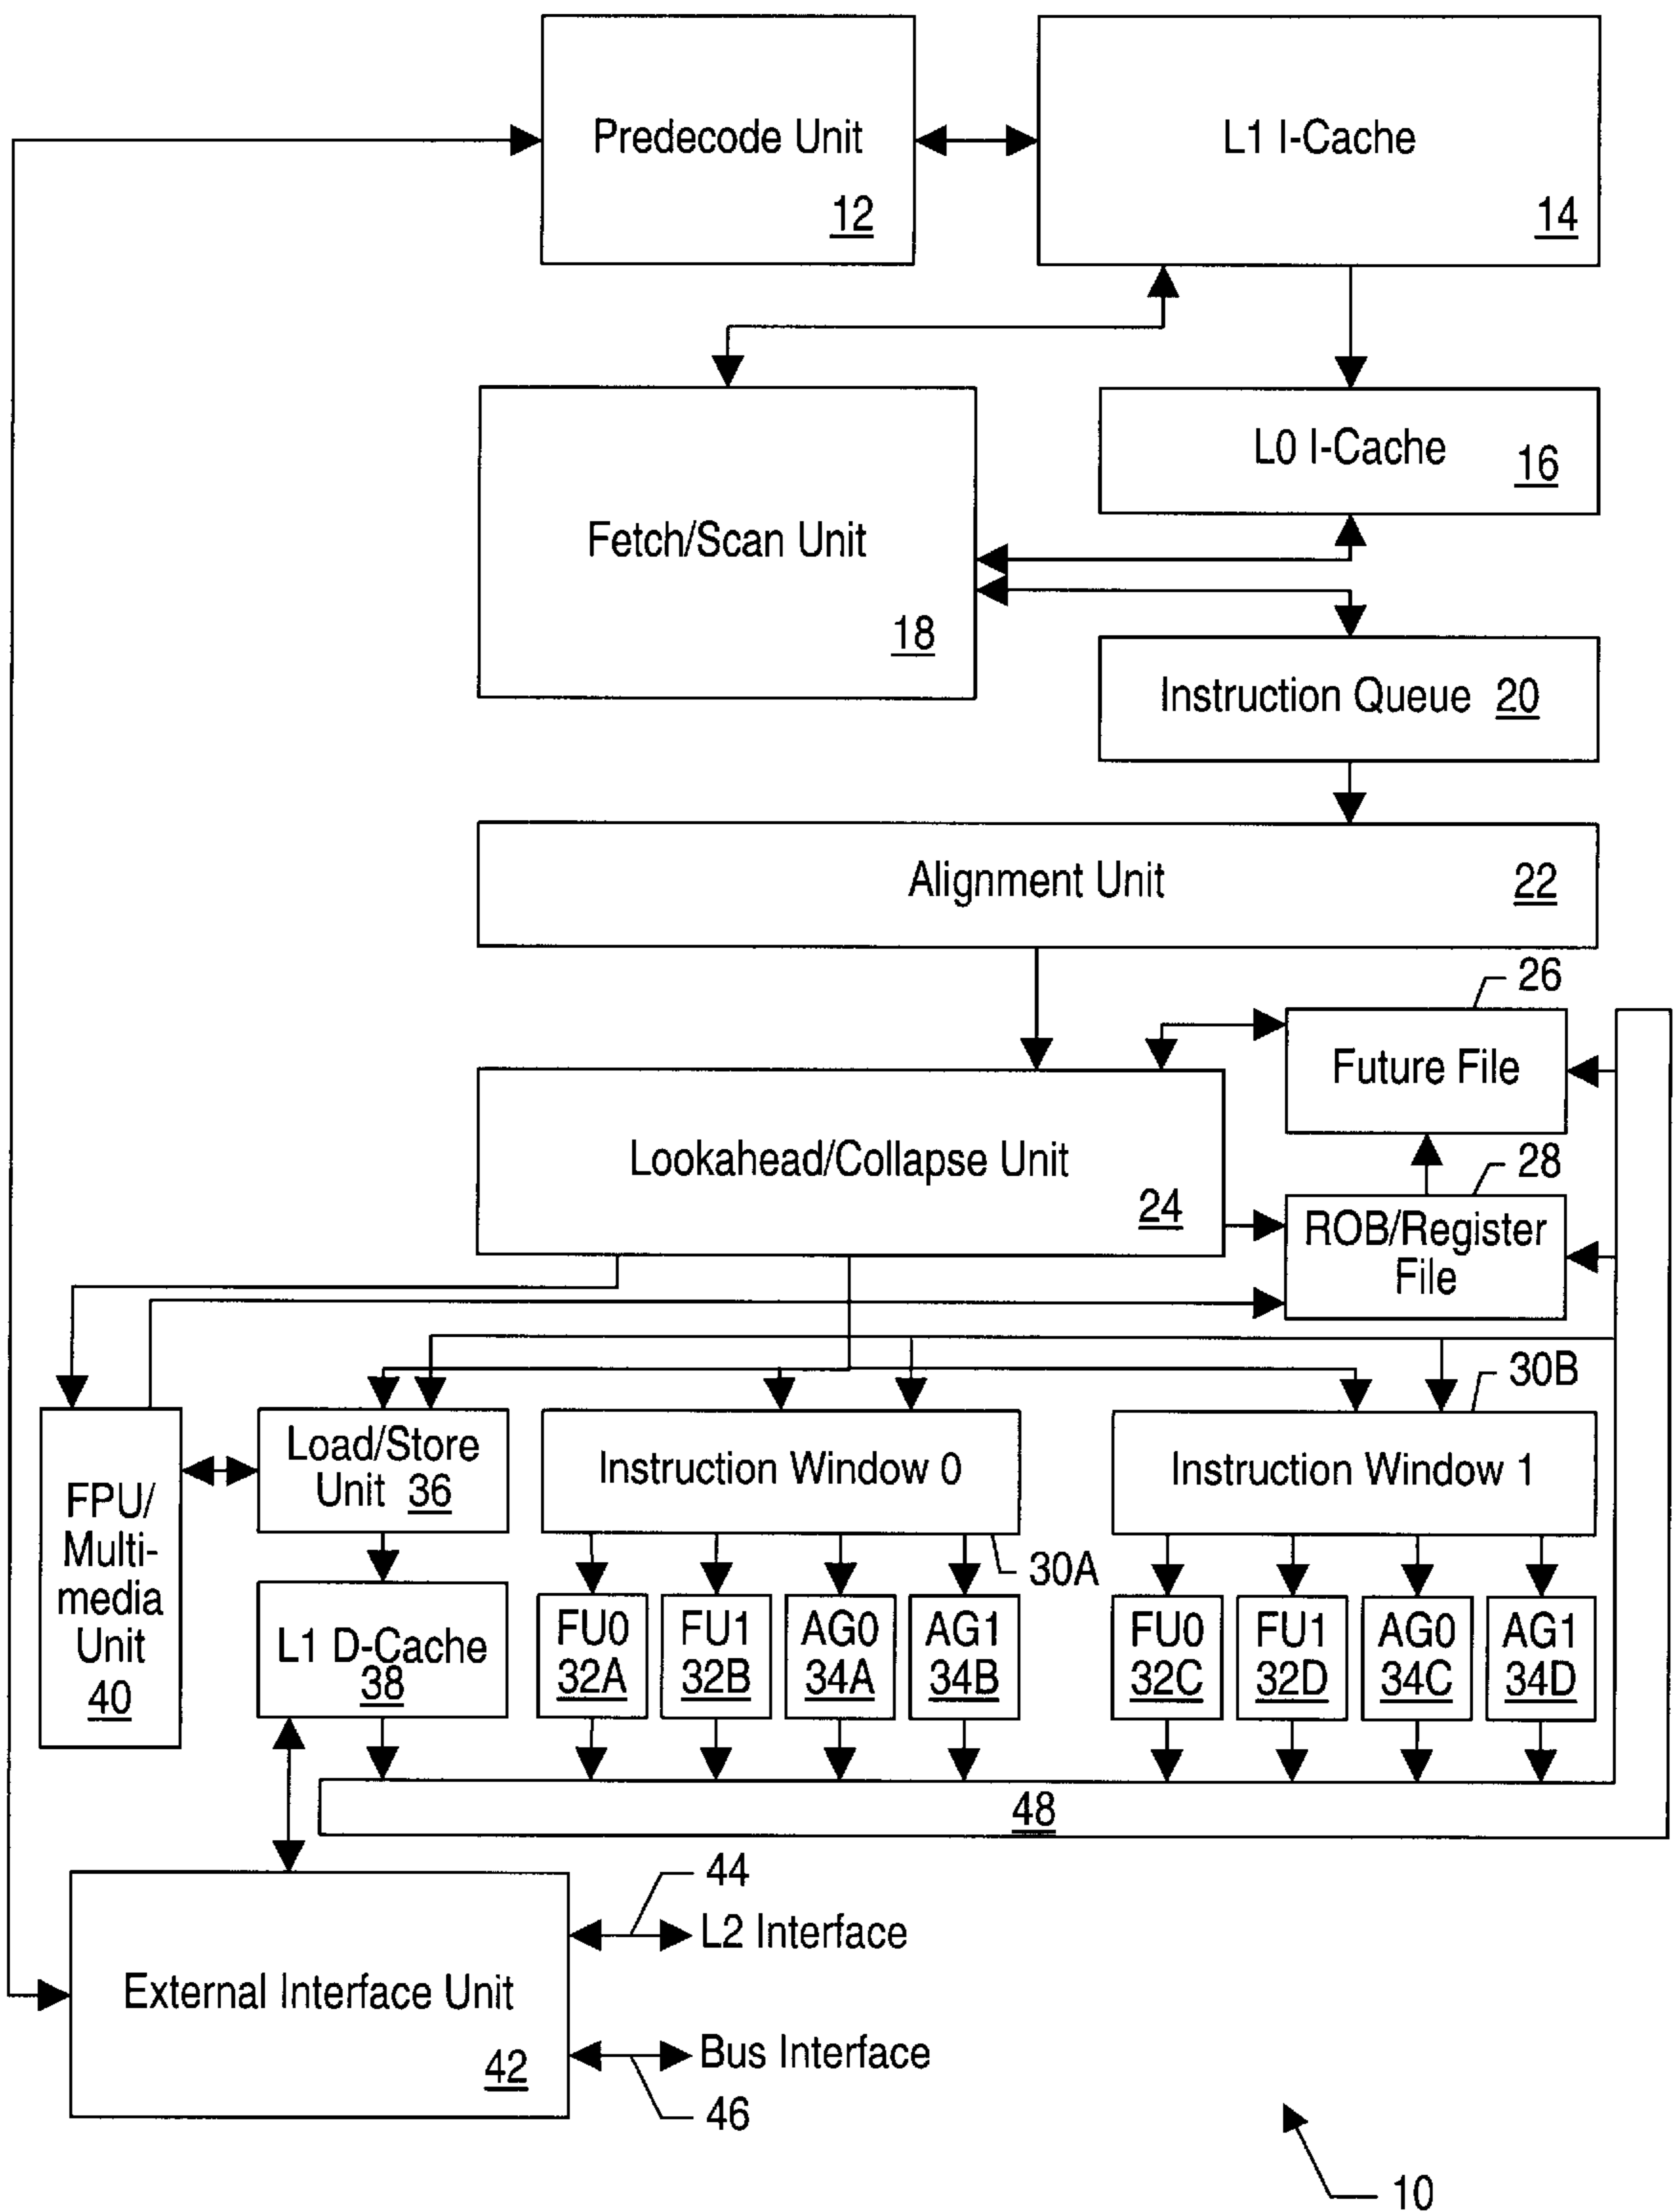 Predecode Unit
12
L1 I-Cache
14
Fetch/Scan Unit
18
L0 I-Cache
16
Instruction Queue 20
Alignment Unit
22
26
Future File
Lookahead/Collapse Unit
24
28
ROB/Register
File
30B
FPU/
Multi-
media
Unit
40
Load/Store
Unit 36
Instruction Window 0
30A
Instruction Window 1
L1 D-Cache
38
FU0
32A
FU1
32B
AG0
34A
AG1
34B
FU0
32C
FU1
32D
AG0
34C
AG1
34D
48
External Interface Unit
42
44
L2 Interface
Bus Interface
46
10